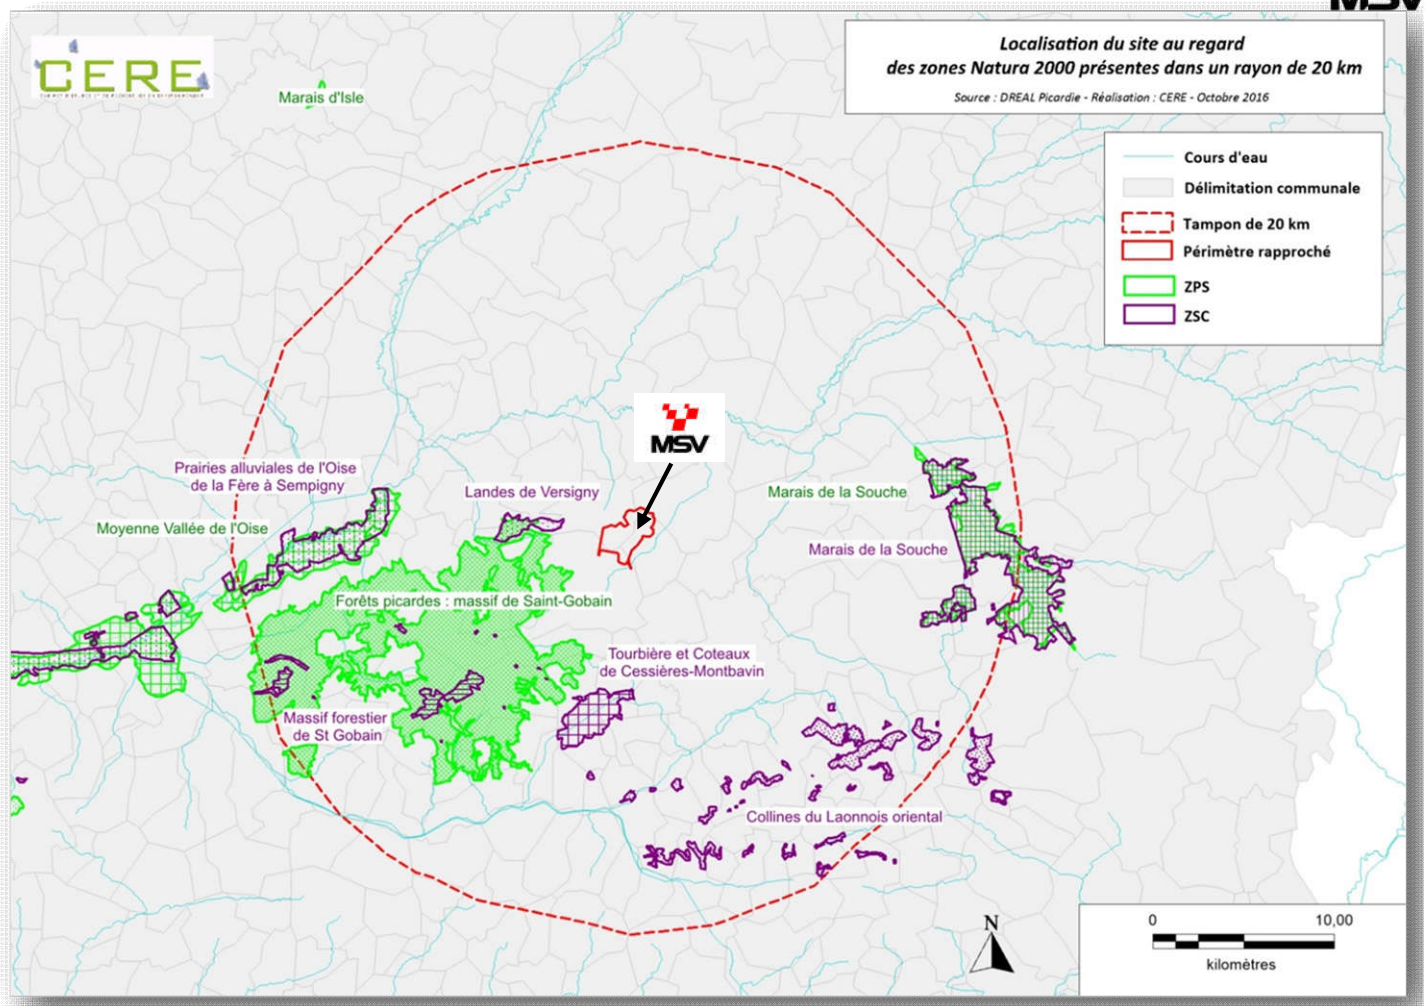 MSV
CERE
Marais d'Isle
Localisation du site au regard
des zones Natura 2000 présentes dans un rayon de 20 km
Source : DREAL Picardie - Réalisation : CERE - Octobre 2016
Cours d'eau
Délimitation communale
Tampon de 20 km
Périmètre rapproché
ZPS
ZSC
MSV
Prairies alluviales de l'Oise
de la Fère à Sempigny
Landes de Versigny
Marais de la Souche
Moyenne Vallée de l'Oise
Marais de la Souche
Forêts picardes : massif de Saint-Gobain
Tourbière et Coteaux
de Cessières-Montbavin
Massif forestier
de St Gobain
Collines du Laonnois oriental
N
0 10,00
kilomètres